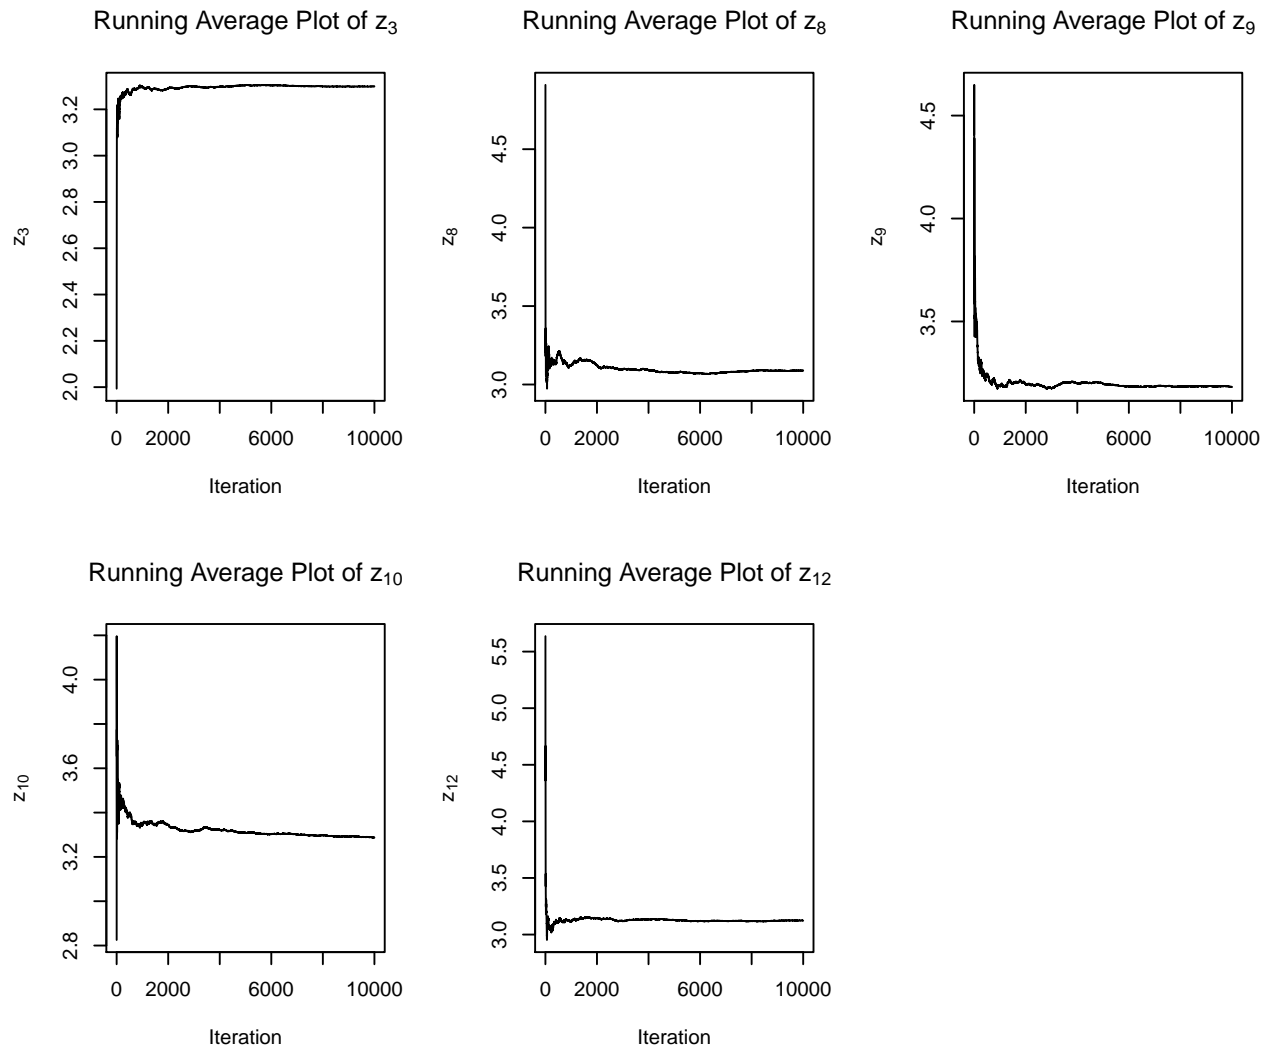 Running Average Plot of z₃
z₃
3.2
3.0
2.8
2.6
2.4
2.2
2.0
0 2000 6000 10000
Iteration
Running Average Plot of z₈
z₈
4.5
4.0
3.5
3.0
0 2000 6000 10000
Iteration
Running Average Plot of z₉
z₉
4.5
4.0
3.5
0 2000 6000 10000
Iteration
Running Average Plot of z₁₀
z₁₀
4.0
3.6
3.2
2.8
0 2000 6000 10000
Iteration
Running Average Plot of z₁₂
z₁₂
5.5
5.0
4.5
4.0
3.5
3.0
0 2000 6000 10000
Iteration